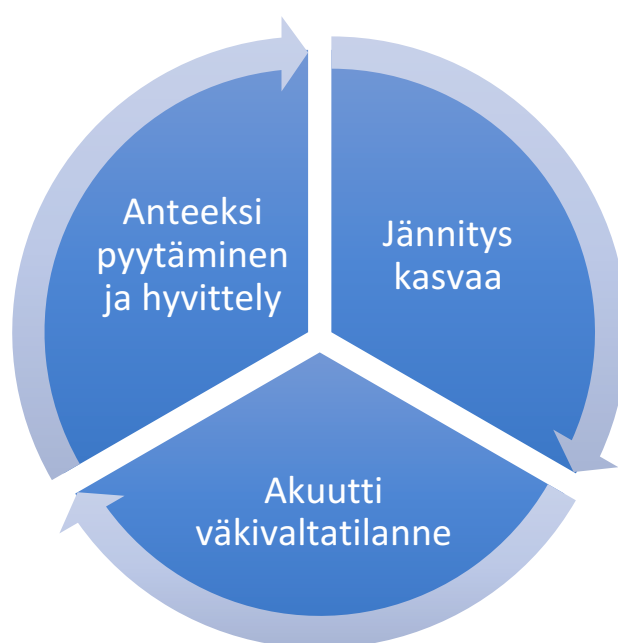 Anteeksi
pyytäminen
ja hyvittely
Jännitys
kasvaa
Akuutti
väkivaltatilanne